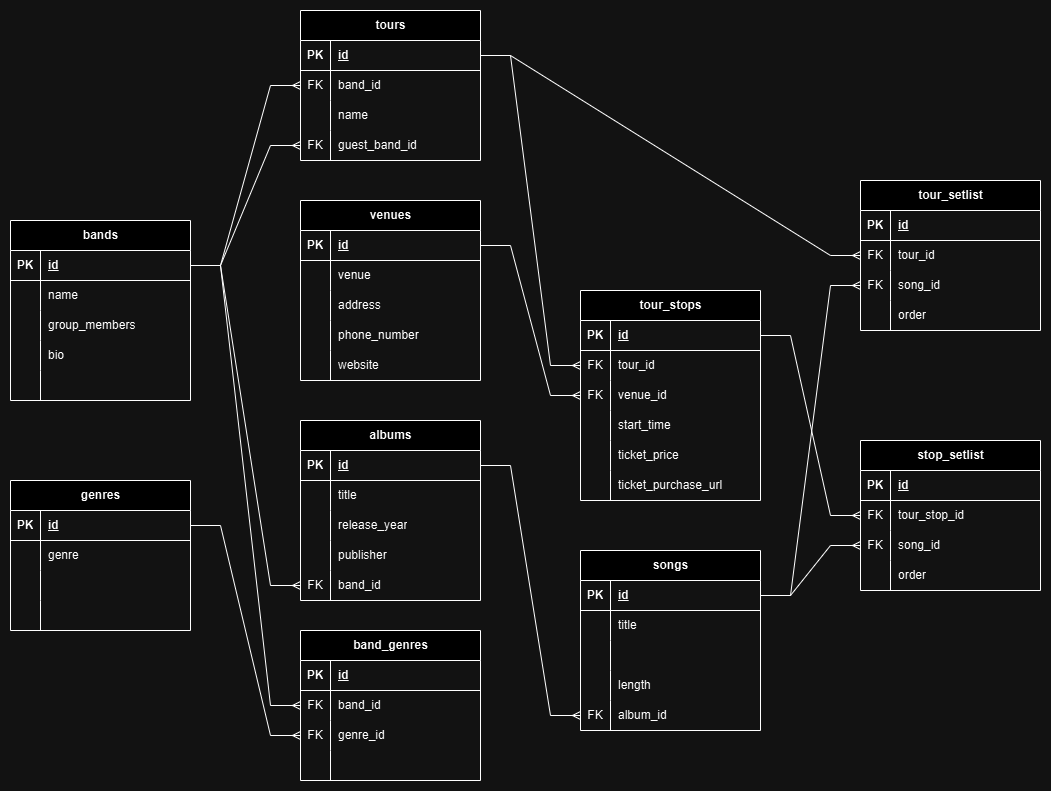 tours
PK id
FK band_id
name
FK guest_band_id
venues
PK id
venue
address
phone_number
website
bands
PK id
name
group_members
bio
tour_setlist
PK id
FK tour_id
FK song_id
order
tour_stops
PK id
FK tour_id
FK venue_id
start_time
ticket_price
ticket_purchase_url
albums
PK id
title
release_year
publisher
FK band_id
genres
PK id
genre
stop_setlist
PK id
FK tour_stop_id
FK song_id
order
songs
PK id
title
length
FK album_id
band_genres
PK id
FK band_id
FK genre_id